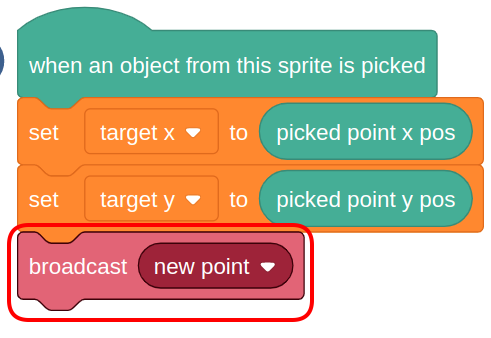 when an object from this sprite is picked
set target x to picked point x pos
set target y to picked point y pos
broadcast new point